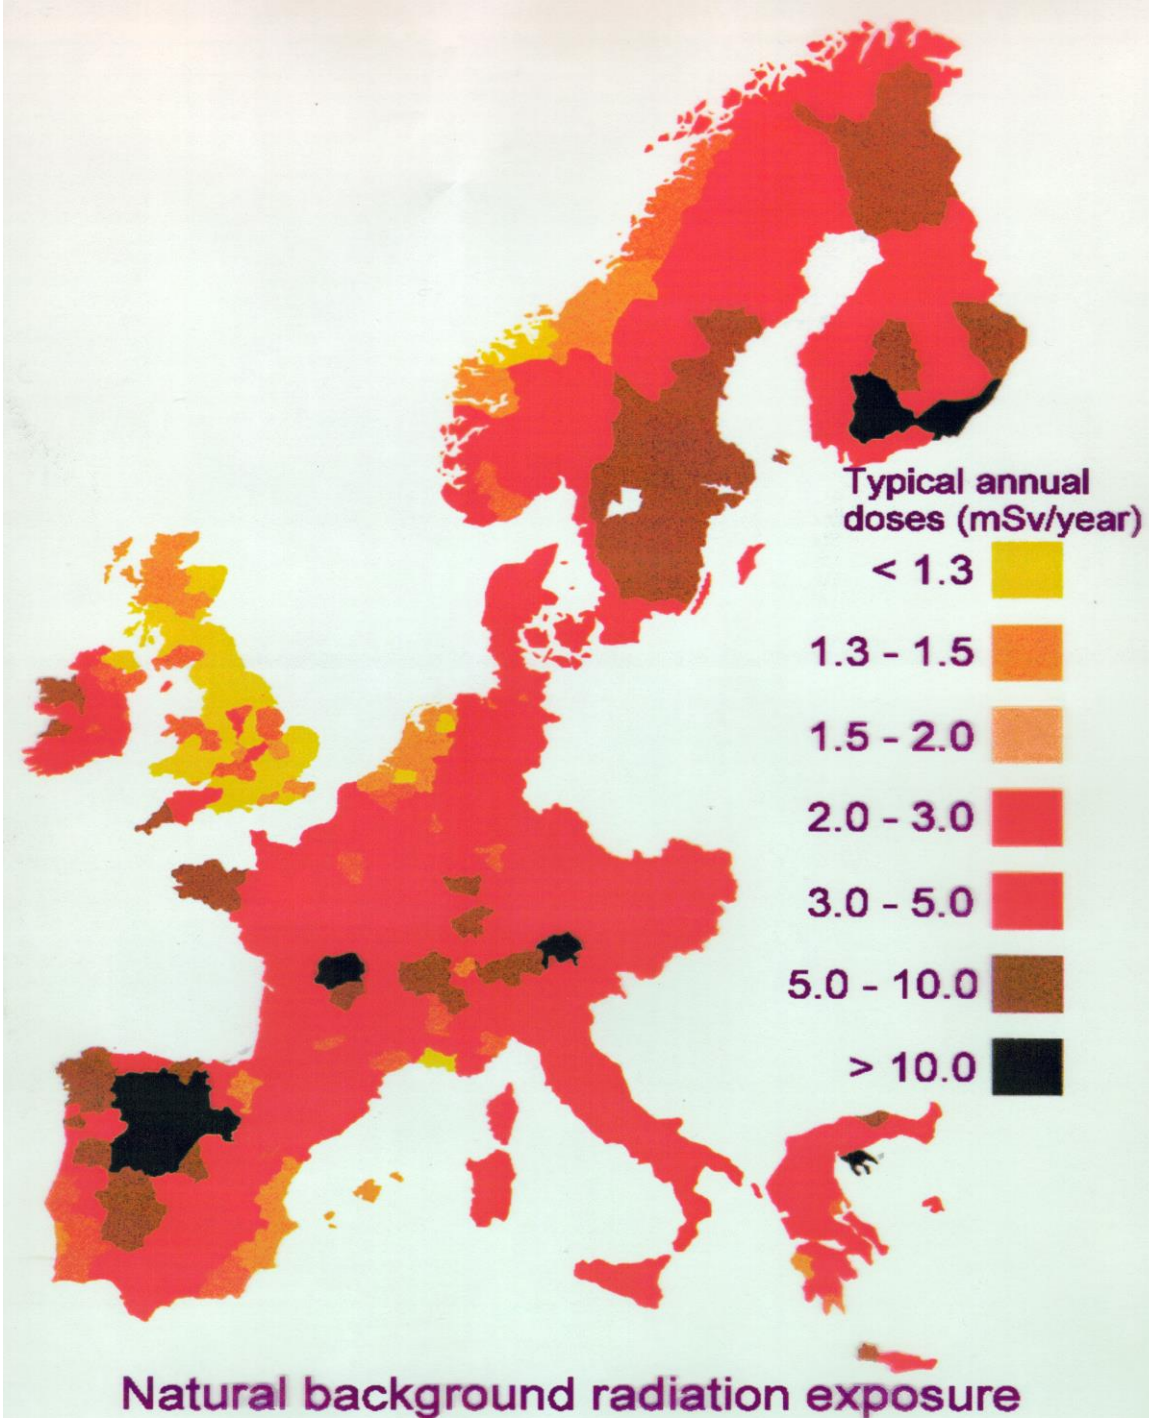 Typical annual
doses (mSv/year)
< 1.3
1.3 - 1.5
1.5 - 2.0
2.0 - 3.0
3.0 - 5.0
5.0 - 10.0
> 10.0
Natural background radiation exposure